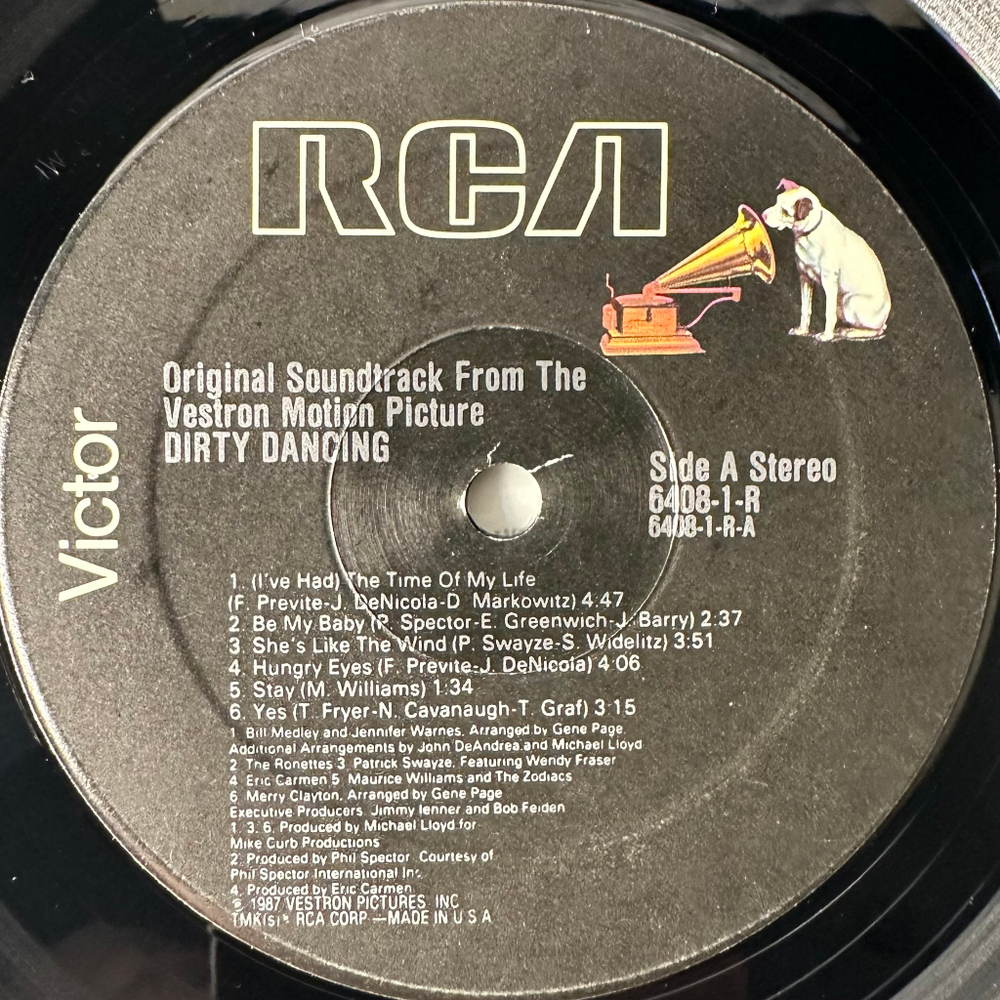 RCA
Victor
Original Soundtrack From The
Vestron Motion Picture
DIRTY DANCING
Side A Stereo
6408-1-R
6408-1-R-A
1. (I've Had) The Time Of My Life
(F. Previte-J. DeNicola-D. Markowitz) 4:47
2. Be My Baby (P. Spector-E. Greenwich-J. Barry) 2:37
3. She's Like The Wind (P. Swayze-S. Widelitz) 3:51
4. Hungry Eyes (F. Previte-J. DeNicola) 4:06
5. Stay (M. Williams) 1:34
6. Yes (T. Fryer-N. Cavanaugh-T. Graf) 3:15
1. Bill Medley and Jennifer Warnes. Arranged by Gene Page.
Additional Arrangements by John DeAndrea and Michael Lloyd
2. The Ronettes 3. Patrick Swayze, Featuring Wendy Fraser
4. Eric Carmen 5. Maurice Williams and The Zodiacs
6. Merry Clayton, Arranged by Gene Page
Executive Producers: Jimmy Ienner and Bob Feiden
1, 3, 6. Produced by Michael Lloyd for
Mike Curb Productions
2. Produced by Phil Spector. Courtesy of
Phil Spector International Inc.
4. Produced by Eric Carmen
℗ 1987 VESTRON PICTURES, INC.
TMK(s) ® RCA CORP.—MADE IN U.S.A.